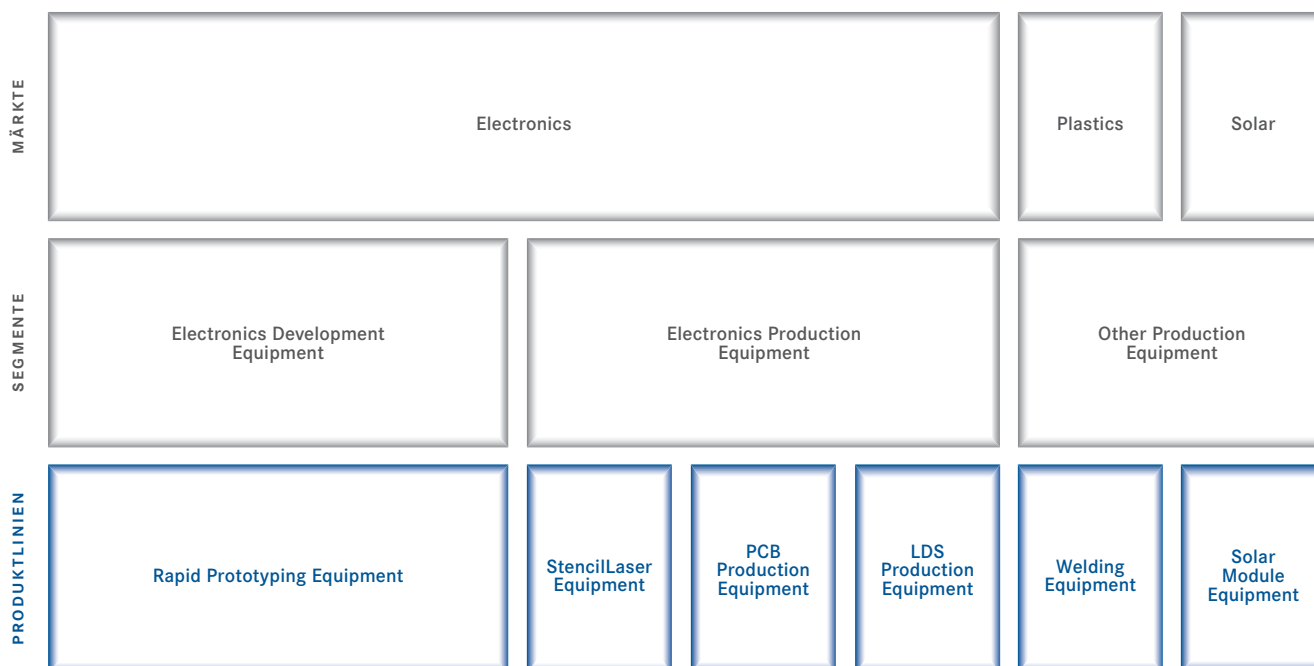 MÄRKTE
Electronics
Plastics
Solar
SEGMENTE
Electronics Development
Equipment
Electronics Production
Equipment
Other Production
Equipment
PRODUKTLINIEN
Rapid Prototyping Equipment
StencilLaser
Equipment
PCB
Production
Equipment
LDS
Production
Equipment
Welding
Equipment
Solar
Module
Equipment